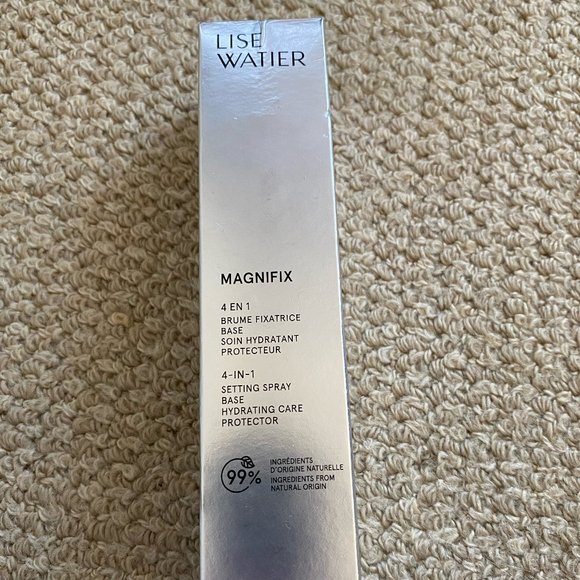 LISE
WATIER
MAGNIFIX
4 EN 1
BRUME FIXATRICE
BASE
SOIN HYDRATANT
PROTECTEUR
4-IN-1
SETTING SPRAY
BASE
HYDRATING CARE
PROTECTOR
99%
INGRÉDIENTS
D'ORIGINE NATURELLE
INGREDIENTS FROM
NATURAL ORIGIN